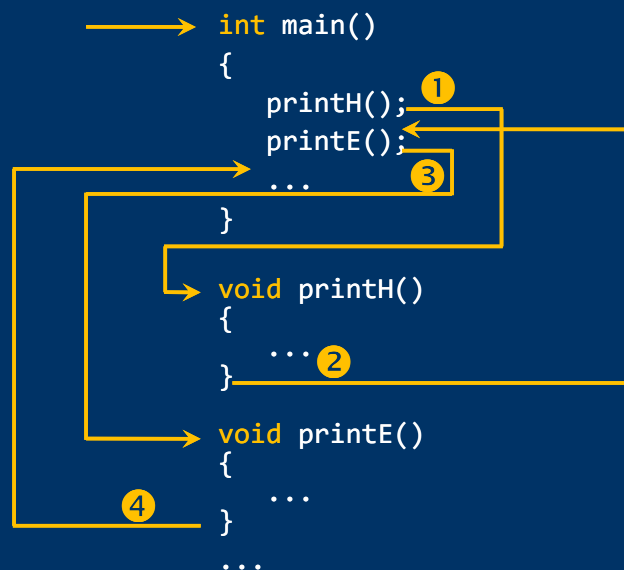 int main()
{
printH(); 1
printE();
3
...
}
void printH()
{
... 2
}
void printE()
{
...
4 }
...